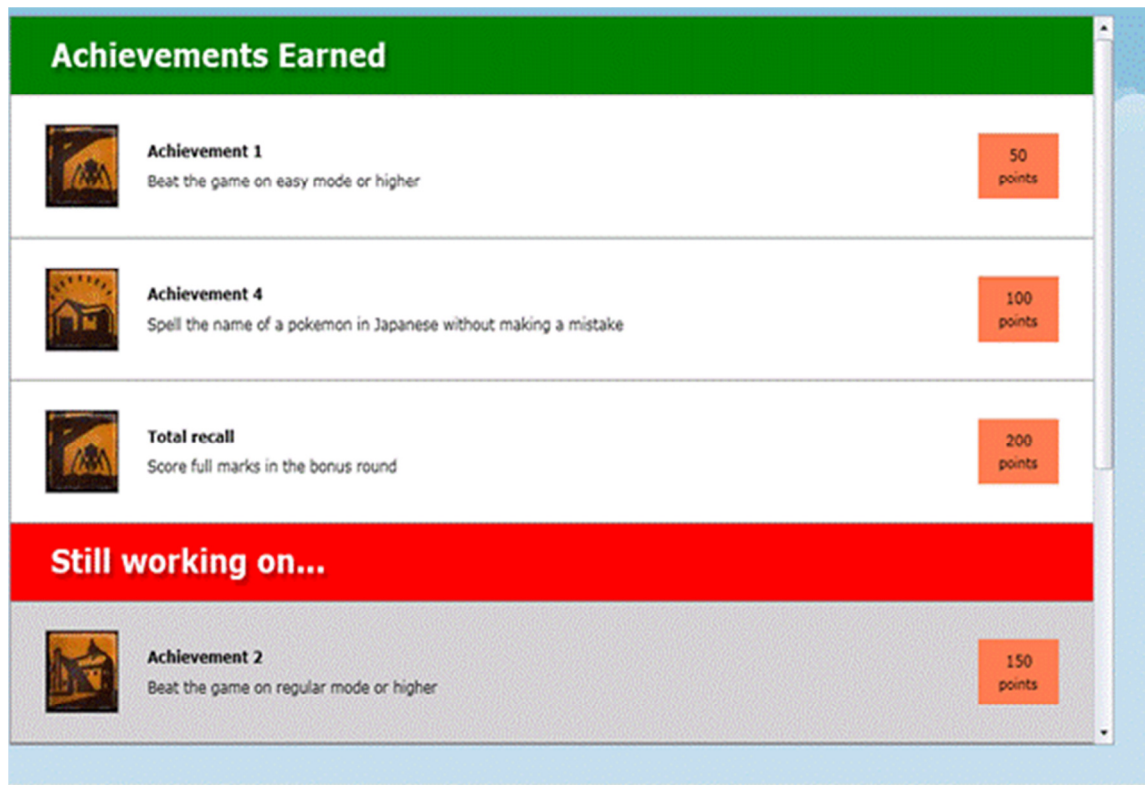 Achievements Earned
Achievement 1
Beat the game on easy mode or higher
50
points
Achievement 4
Spell the name of a pokemon in Japanese without making a mistake
100
points
Total recall
Score full marks in the bonus round
200
points
Still working on...
Achievement 2
Beat the game on regular mode or higher
150
points